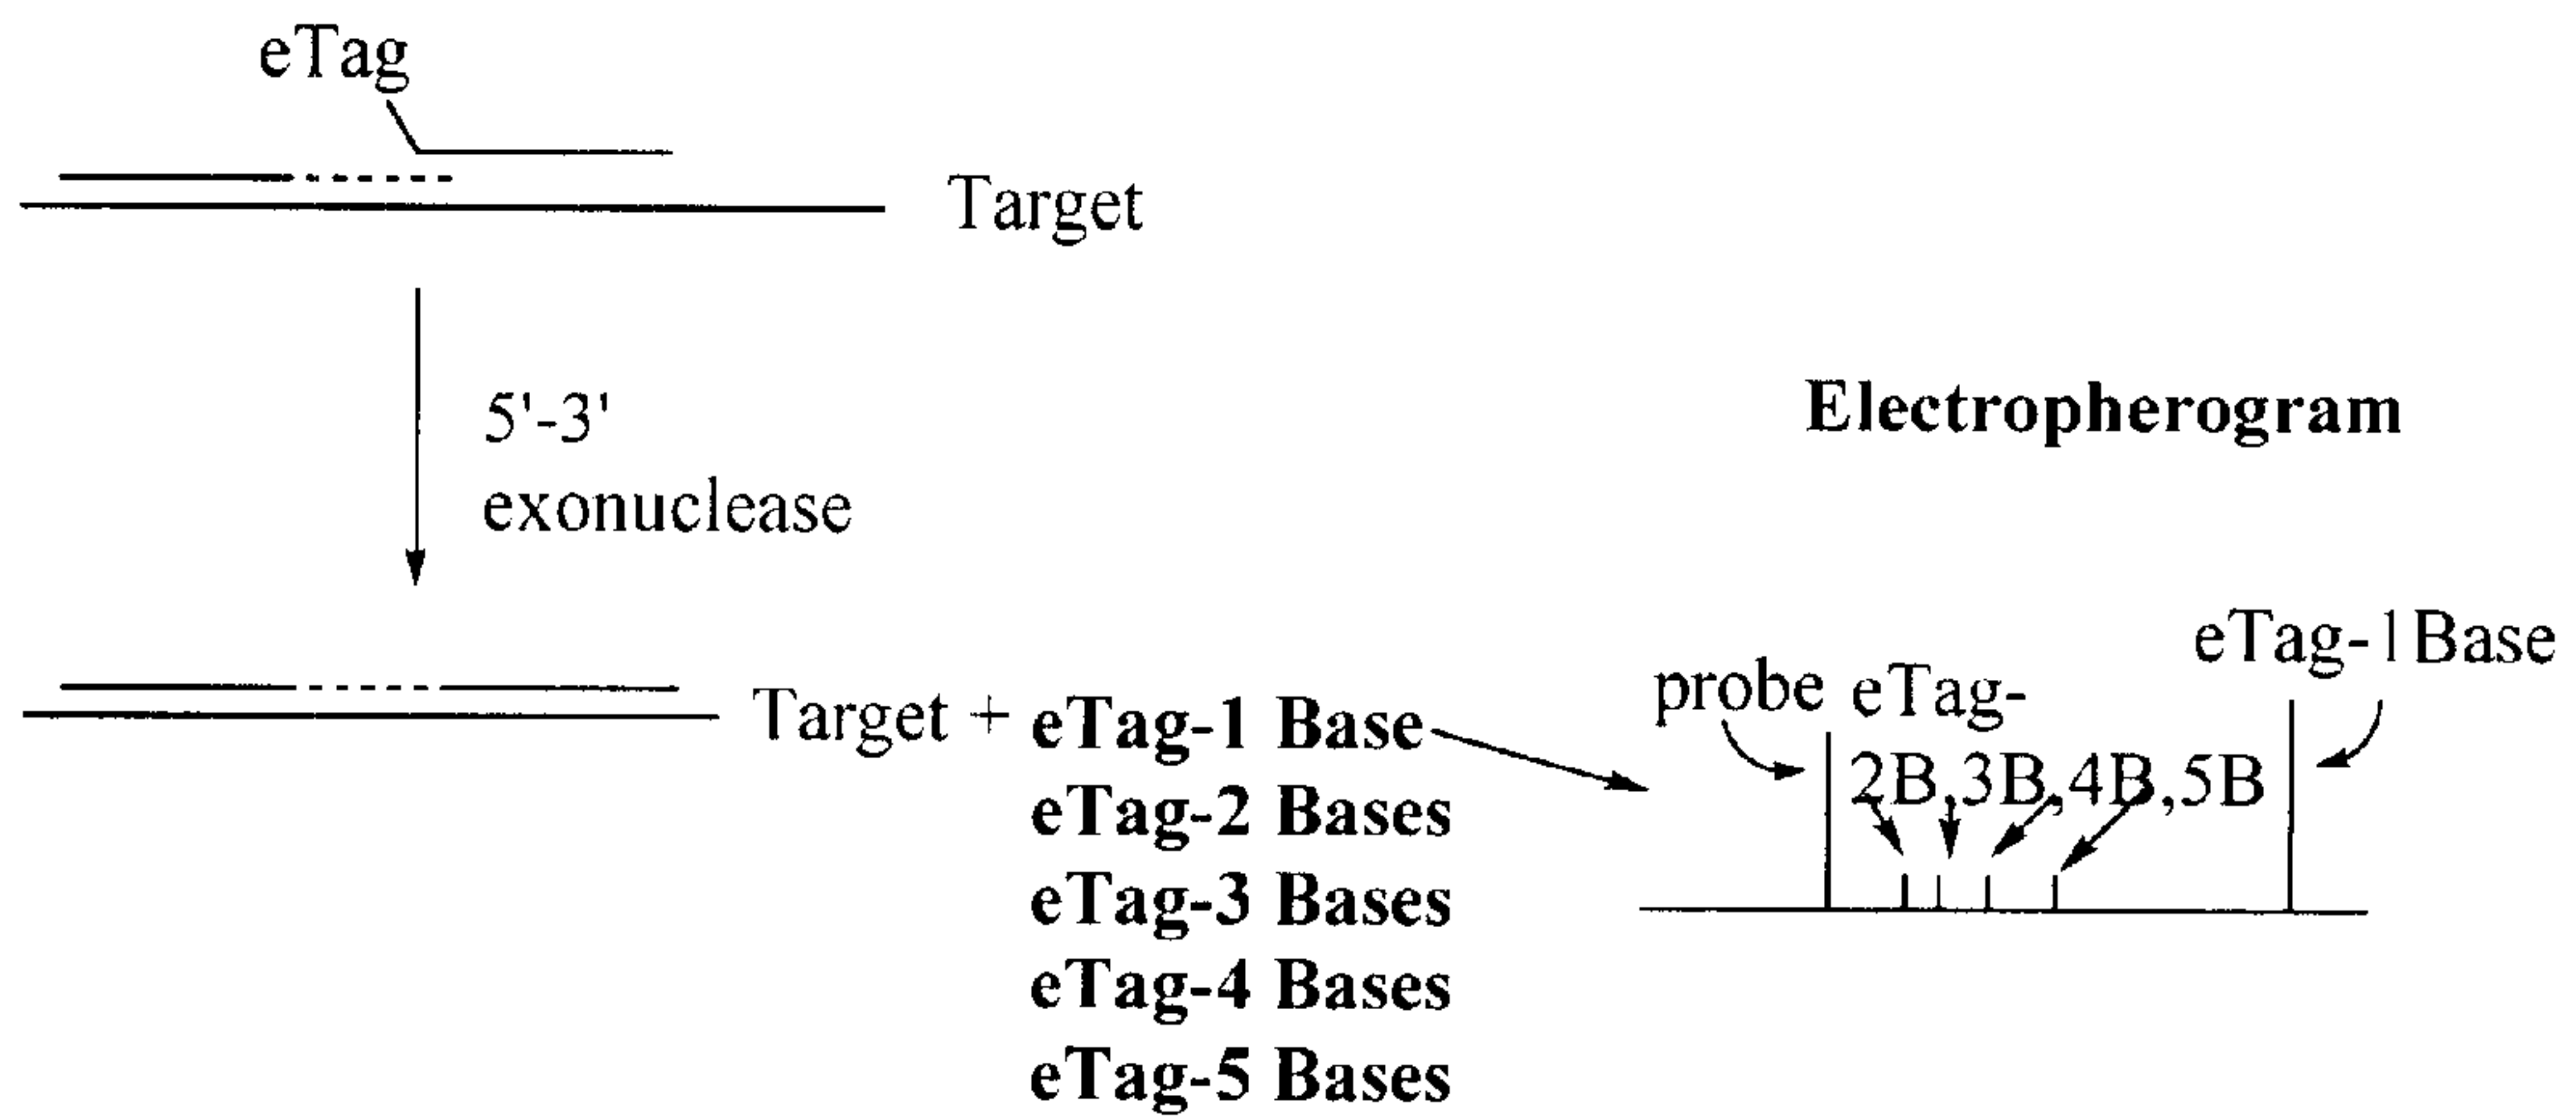 eTag
Target
5'-3'
exonuclease
Target + eTag-1 Base
eTag-2 Bases
eTag-3 Bases
eTag-4 Bases
eTag-5 Bases
Electropherogram
eTag-1Base
probe eTag-
2B,3B,4B,5B